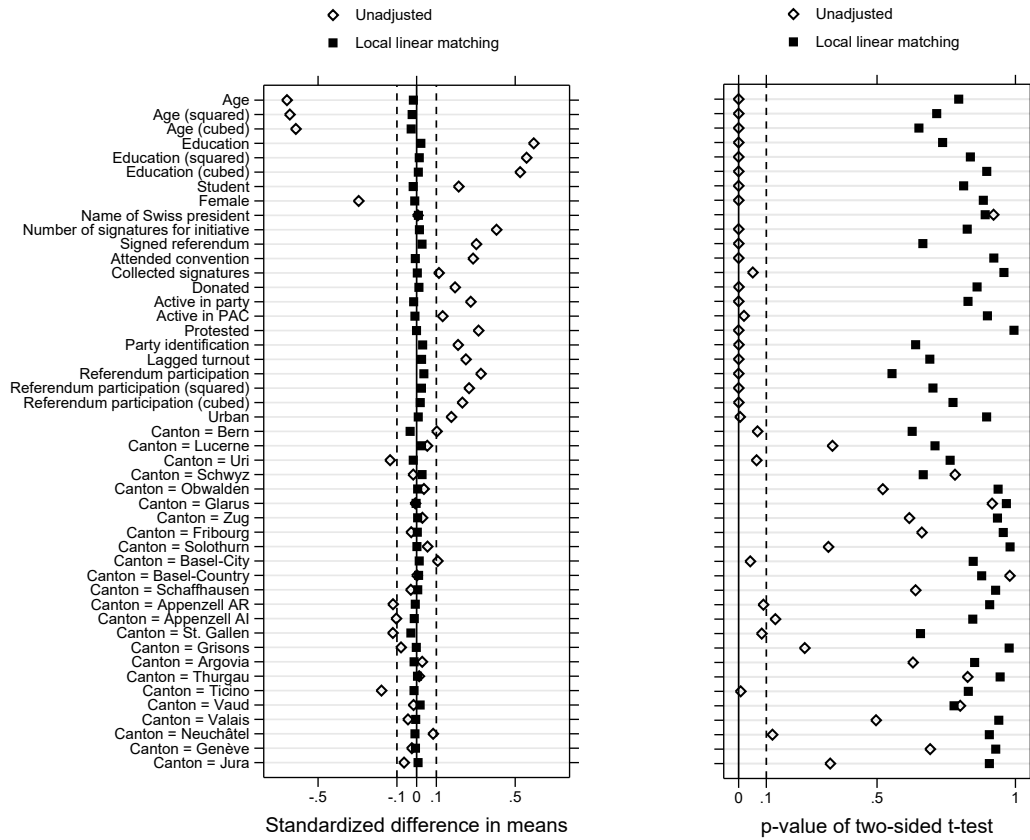 Unadjusted
Local linear matching
Unadjusted
Local linear matching
Age
Age (squared)
Age (cubed)
Education
Education (squared)
Education (cubed)
Student
Female
Name of Swiss president
Number of signatures for initiative
Signed referendum
Attended convention
Collected signatures
Donated
Active in party
Active in PAC
Protested
Party identification
Lagged turnout
Referendum participation
Referendum participation (squared)
Referendum participation (cubed)
Urban
Canton = Bern
Canton = Lucerne
Canton = Uri
Canton = Schwyz
Canton = Obwalden
Canton = Glarus
Canton = Zug
Canton = Fribourg
Canton = Solothurn
Canton = Basel-City
Canton = Basel-Country
Canton = Schaffhausen
Canton = Appenzell AR
Canton = Appenzell AI
Canton = St. Gallen
Canton = Grisons
Canton = Argovia
Canton = Thurgau
Canton = Ticino
Canton = Vaud
Canton = Valais
Canton = Neuchâtel
Canton = Genève
Canton = Jura
-.5 -.1 0 .1 .5
Standardized difference in means
0 .1 .5 1
p-value of two-sided t-test